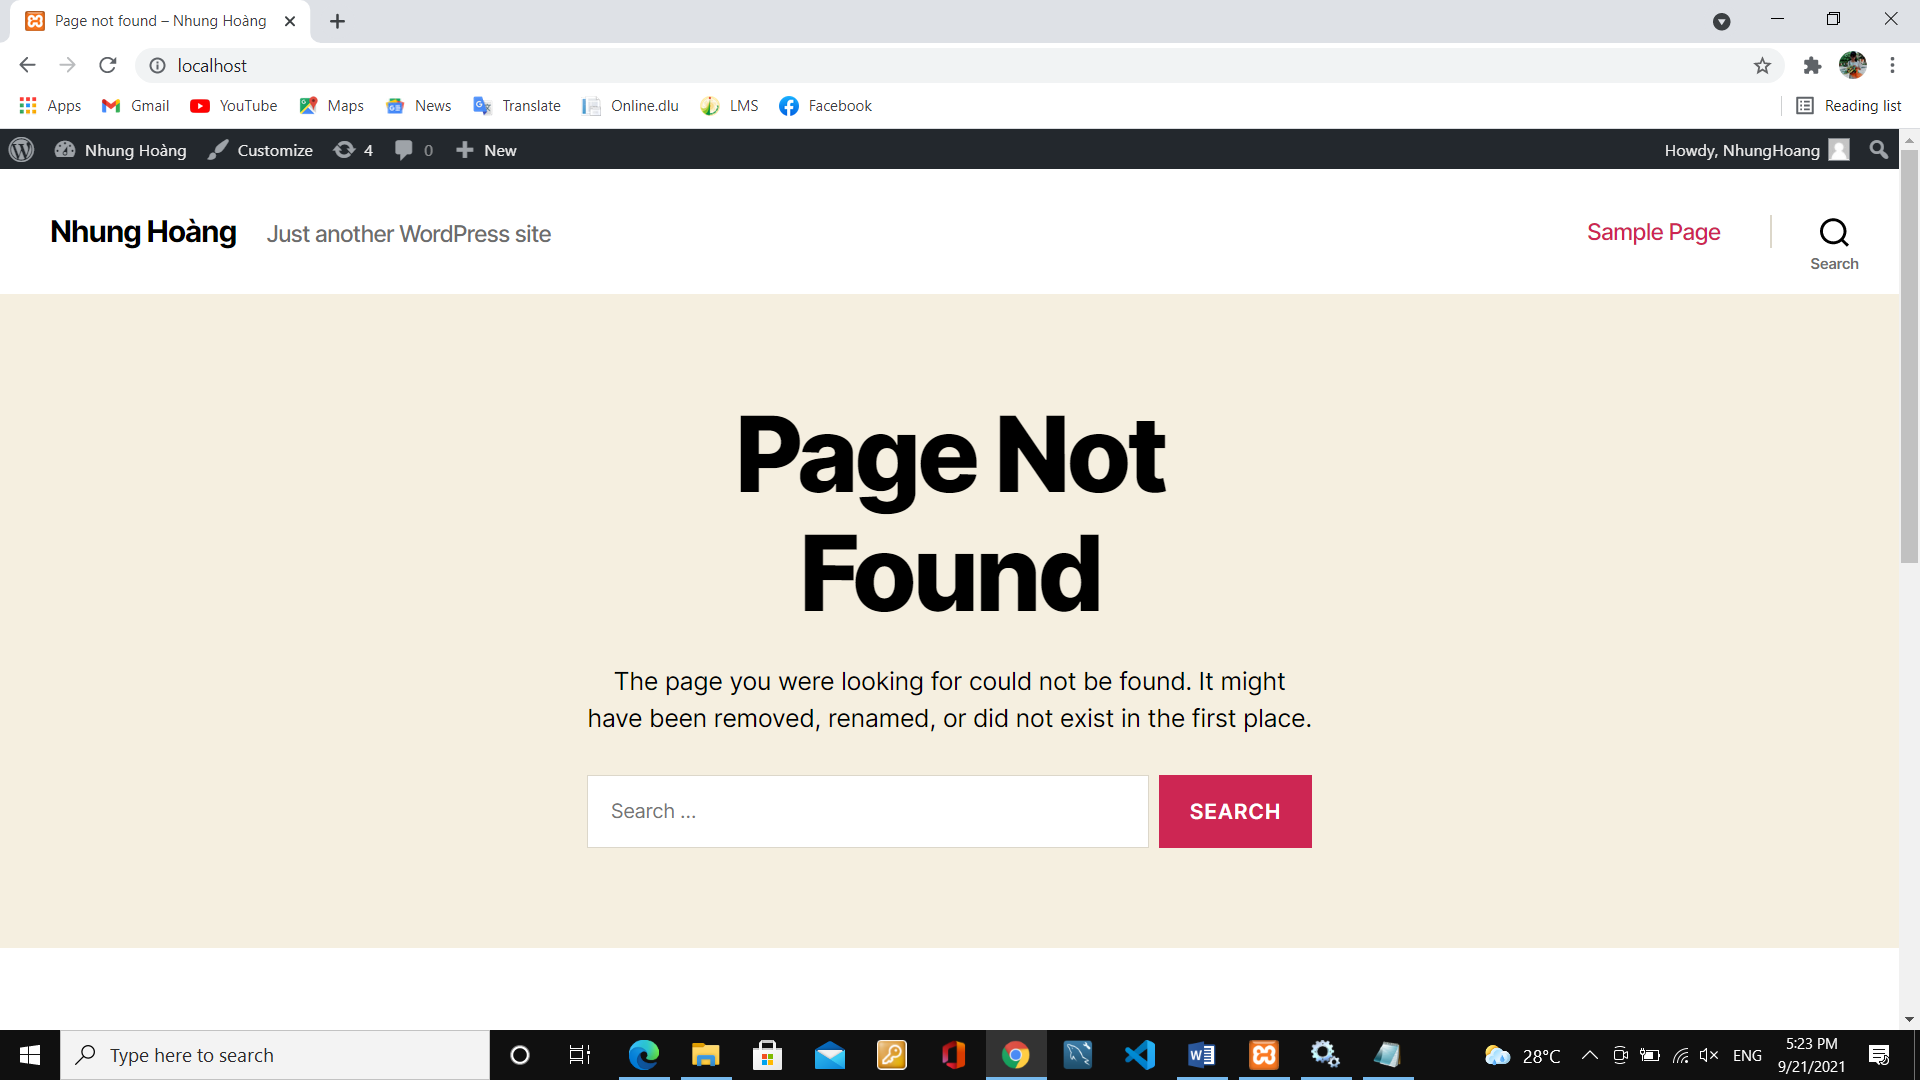 Page not found – Nhung Hoàng
localhost
Apps Gmail YouTube Maps News Translate Online.dlu LMS Facebook Reading list
Nhung Hoàng Customize 4 0 New Howdy, NhungHoang
Nhung Hoàng Just another WordPress site Sample Page
Search
Page Not
Found
The page you were looking for could not be found. It might
have been removed, renamed, or did not exist in the first place.
Search … SEARCH
Type here to search 28°C ENG 5:23 PM
9/21/2021